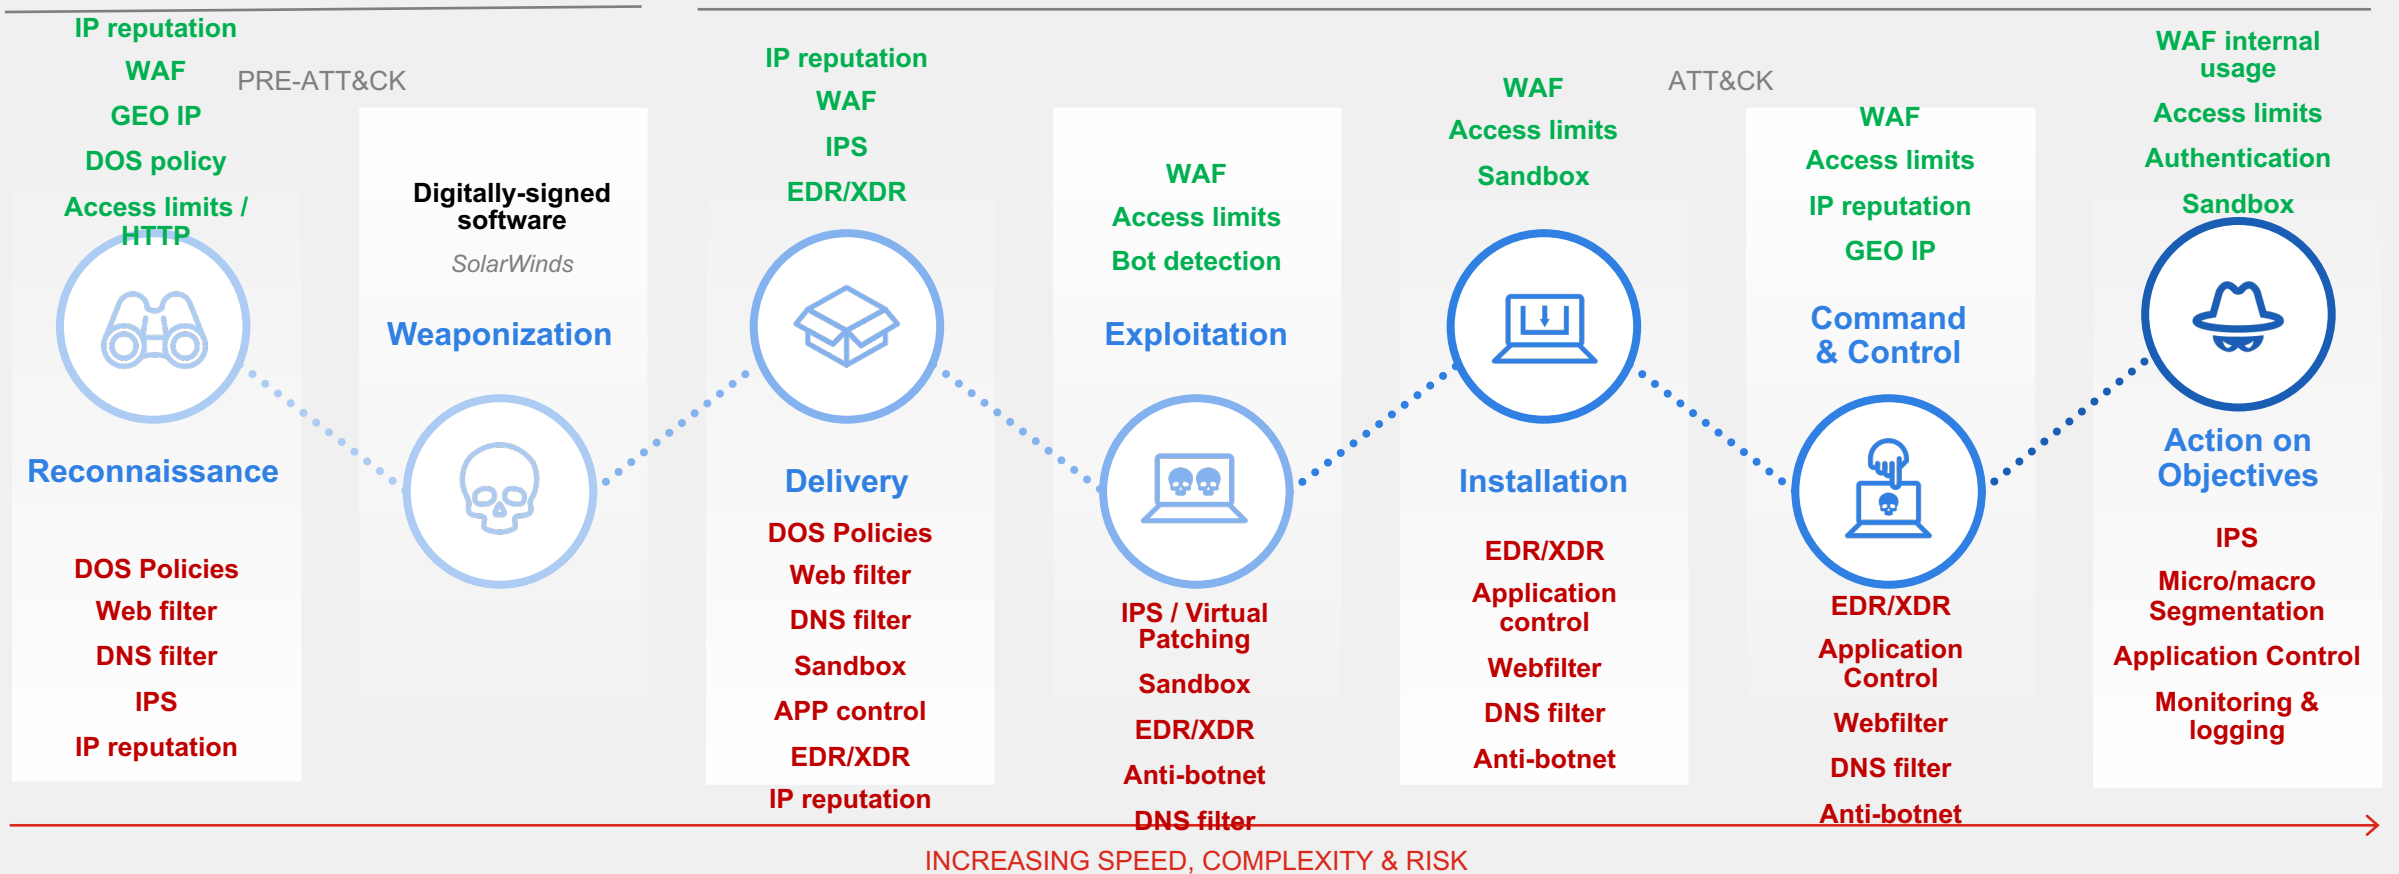 IP reputation
WAF
GEO IP
DOS policy
Access limits /
HTTP
Reconnaissance
DOS Policies
Web filter
DNS filter
IPS
IP reputation
PRE-ATT&CK
Digitally-signed
software
SolarWinds
Weaponization
IP reputation
WAF
IPS
EDR/XDR
Delivery
DOS Policies
Web filter
DNS filter
Sandbox
APP control
EDR/XDR
IP reputation
WAF
Access limits
Bot detection
Exploitation
IPS / Virtual
Patching
Sandbox
EDR/XDR
Anti-botnet
DNS filter
WAF
Access limits
Sandbox
Installation
EDR/XDR
Application
control
Webfilter
DNS filter
Anti-botnet
ATT&CK
WAF
Access limits
IP reputation
GEO IP
Command
& Control
EDR/XDR
Application
Control
Webfilter
DNS filter
Anti-botnet
WAF internal
usage
Access limits
Authentication
Sandbox
Action on
Objectives
IPS
Micro/macro
Segmentation
Application Control
Monitoring &
logging
INCREASING SPEED, COMPLEXITY & RISK